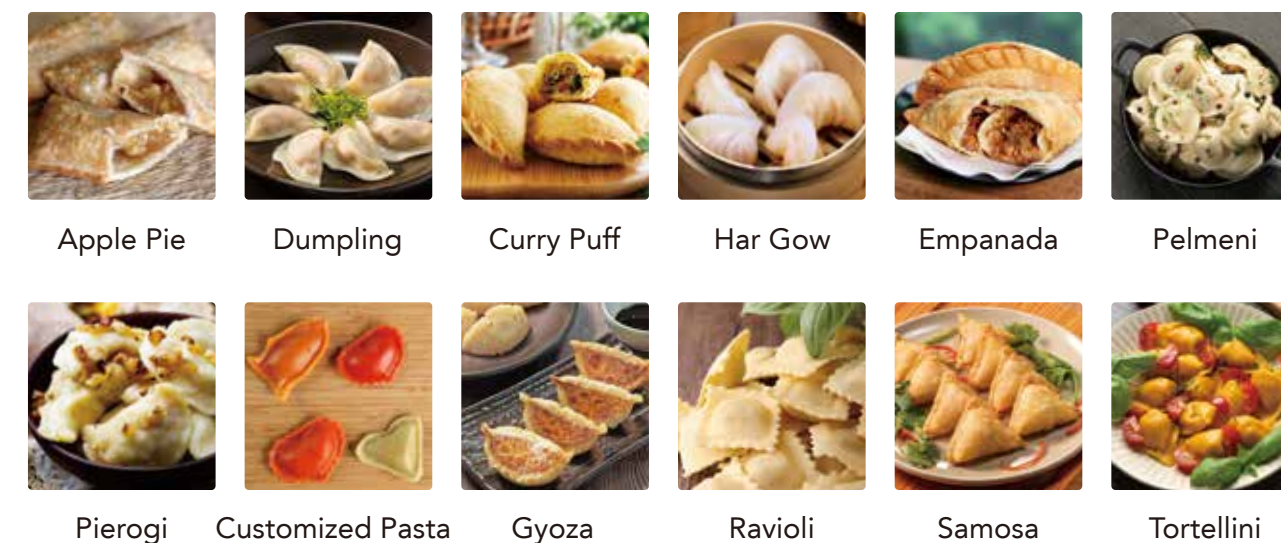 Apple Pie
Dumpling
Curry Puff
Har Gow
Empanada
Pelmeni
Pierogi
Customized Pasta
Gyoza
Ravioli
Samosa
Tortellini